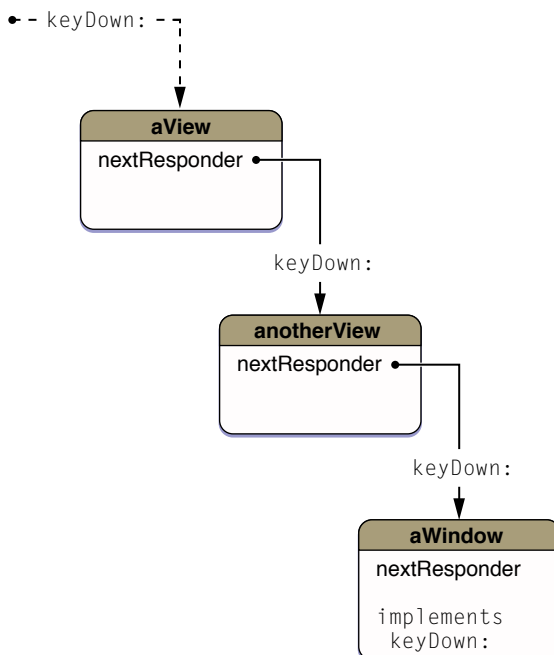 keyDown:
aView
nextResponder
keyDown:
anotherView
nextResponder
keyDown:
aWindow
nextResponder
implements
keyDown: